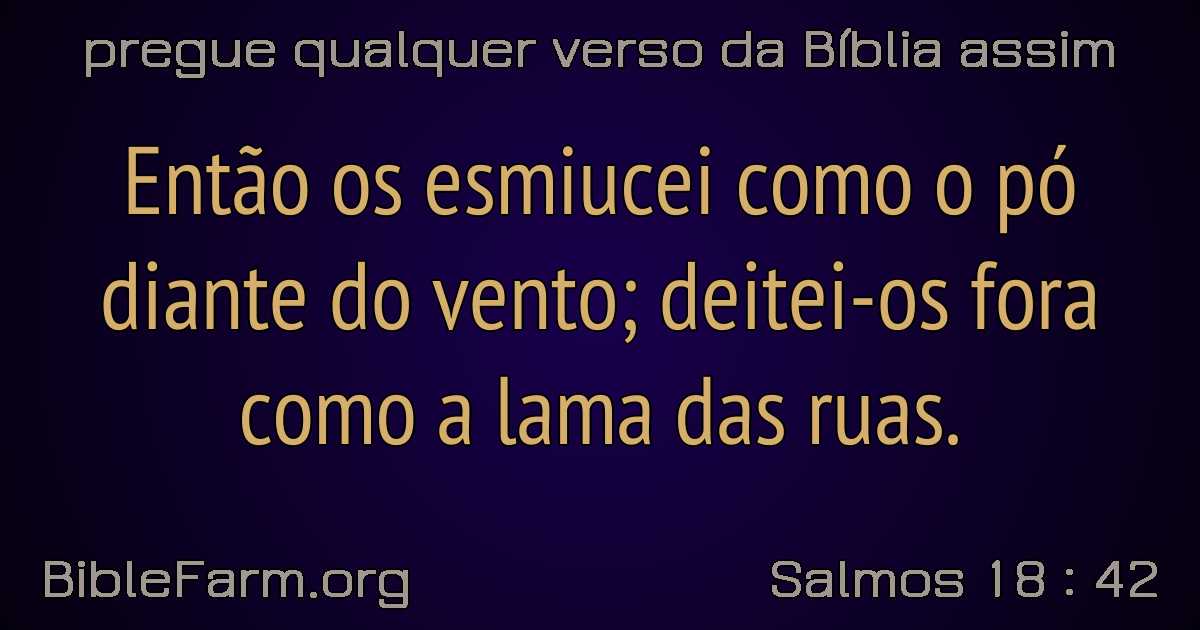 pregue qualquer verso da Bíblia assim
Então os esmiucei como o pó
diante do vento; deitei-os fora
como a lama das ruas.
BibleFarm.org
Salmos 18 : 42